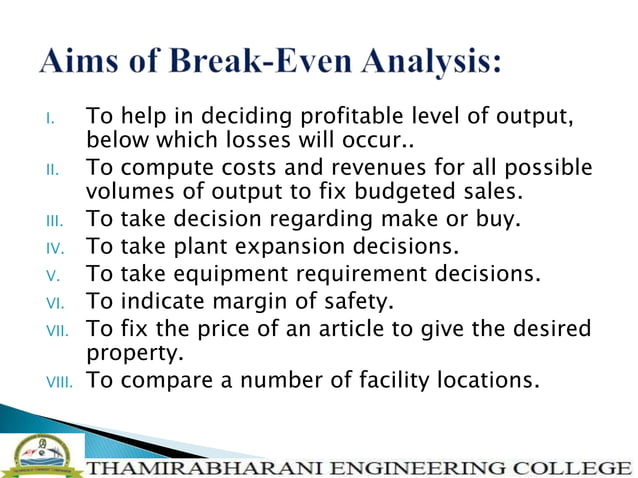 Aims of Break-Even Analysis:
I. To help in deciding profitable level of output,
below which losses will occur..
II. To compute costs and revenues for all possible
volumes of output to fix budgeted sales.
III. To take decision regarding make or buy.
IV. To take plant expansion decisions.
V. To take equipment requirement decisions.
VI. To indicate margin of safety.
VII. To fix the price of an article to give the desired
property.
VIII. To compare a number of facility locations.
THAMIRABHARANI ENGINEERING COLLEGE